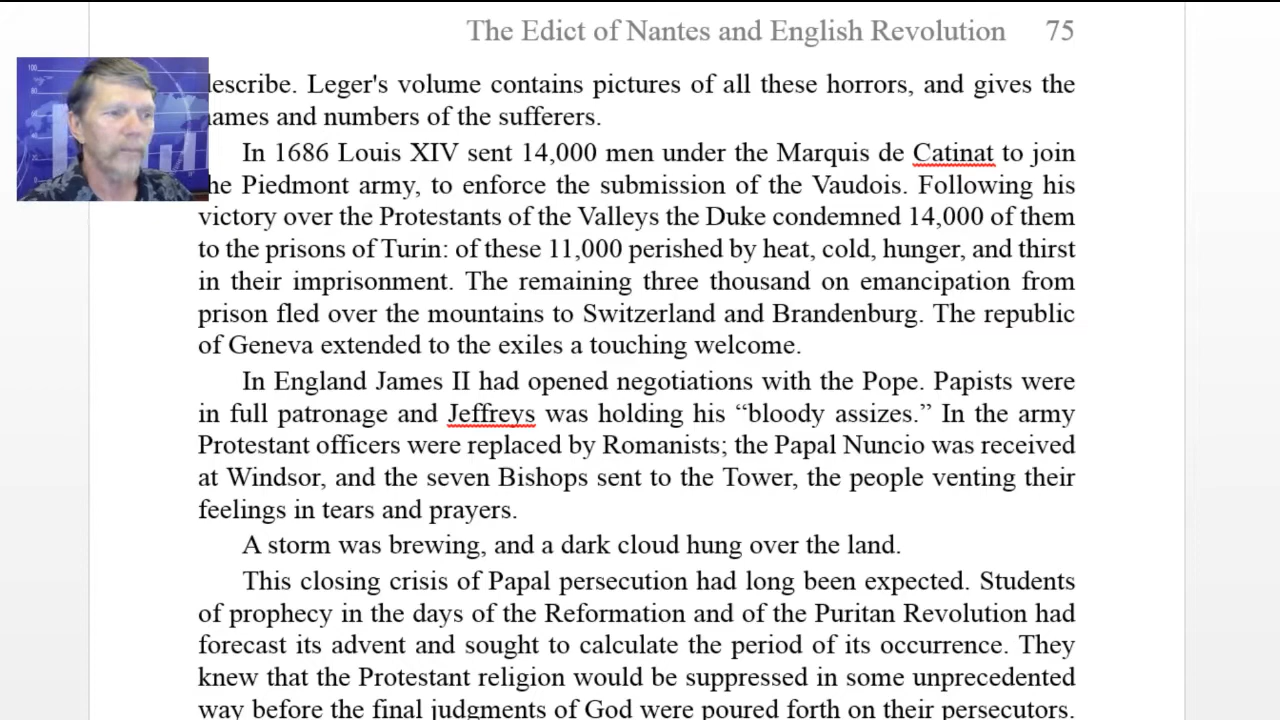 The Edict of Nantes and English Revolution 75
escribe. Leger's volume contains pictures of all these horrors, and gives the
ames and numbers of the sufferers.
In 1686 Louis XIV sent 14,000 men under the Marquis de Catinat to join
he Piedmont army, to enforce the submission of the Vaudois. Following his
victory over the Protestants of the Valleys the Duke condemned 14,000 of them
to the prisons of Turin: of these 11,000 perished by heat, cold, hunger, and thirst
in their imprisonment. The remaining three thousand on emancipation from
prison fled over the mountains to Switzerland and Brandenburg. The republic
of Geneva extended to the exiles a touching welcome.
In England James II had opened negotiations with the Pope. Papists were
in full patronage and Jeffreys was holding his “bloody assizes.” In the army
Protestant officers were replaced by Romanists; the Papal Nuncio was received
at Windsor, and the seven Bishops sent to the Tower, the people venting their
feelings in tears and prayers.
A storm was brewing, and a dark cloud hung over the land.
This closing crisis of Papal persecution had long been expected. Students
of prophecy in the days of the Reformation and of the Puritan Revolution had
forecast its advent and sought to calculate the period of its occurrence. They
knew that the Protestant religion would be suppressed in some unprecedented
way before the final judgments of God were poured forth on their persecutors.